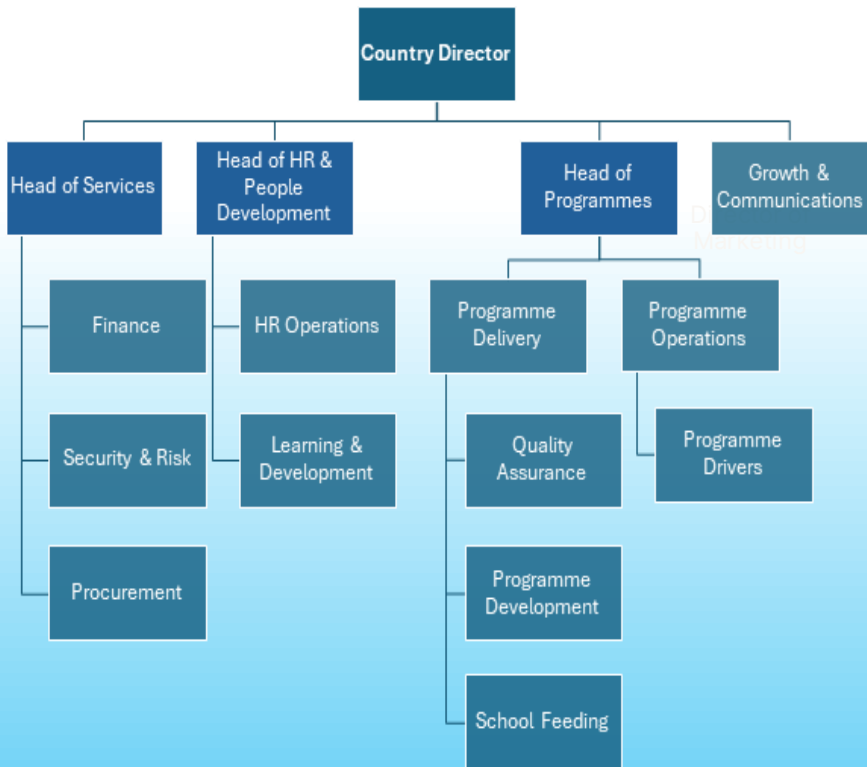 Country Director
Head of Services
Head of HR &
People
Development
Head of
Programmes
Growth &
Communications
Marketing
Finance
HR Operations
Programme
Delivery
Programme
Operations
Security & Risk
Learning &
Development
Quality
Assurance
Programme
Drivers
Procurement
Programme
Development
School Feeding